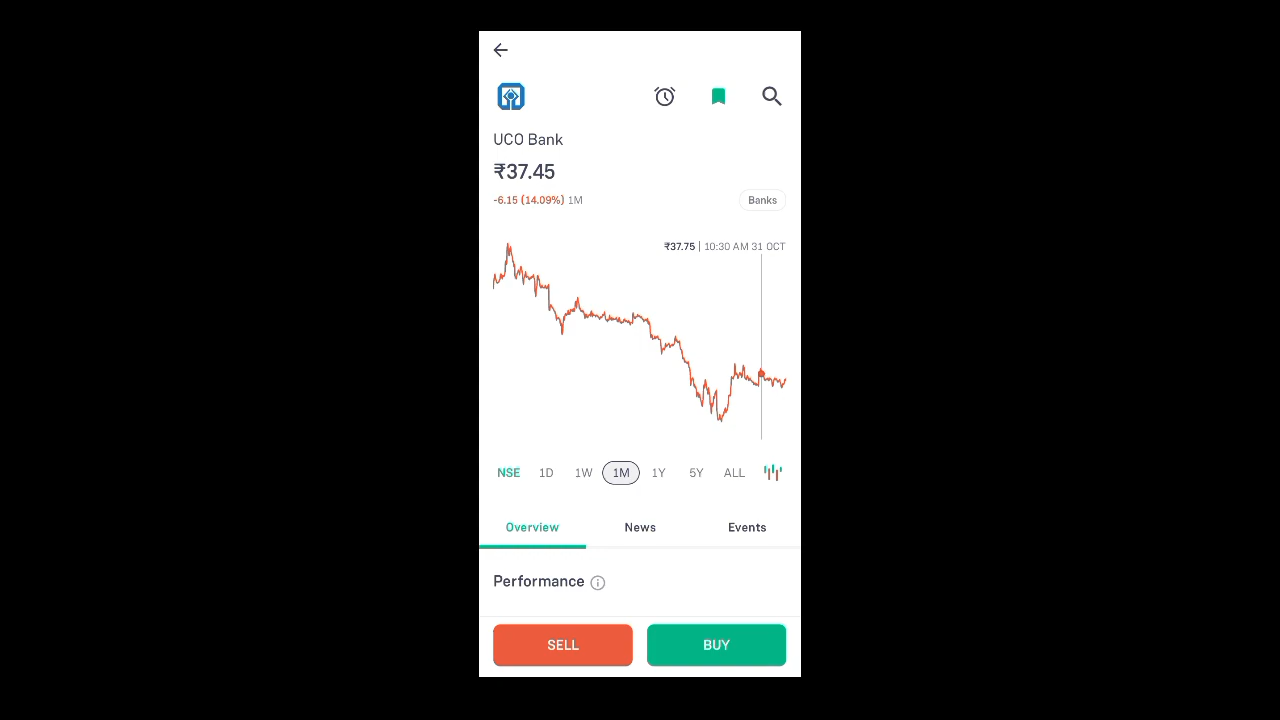 UCO Bank
₹37.45
-6.15 (14.09%) 1M
Banks
₹37.75 | 10:30 AM 31 OCT
NSE 1D 1W 1M 1Y 5Y ALL
Overview News Events
Performance
SELL BUY